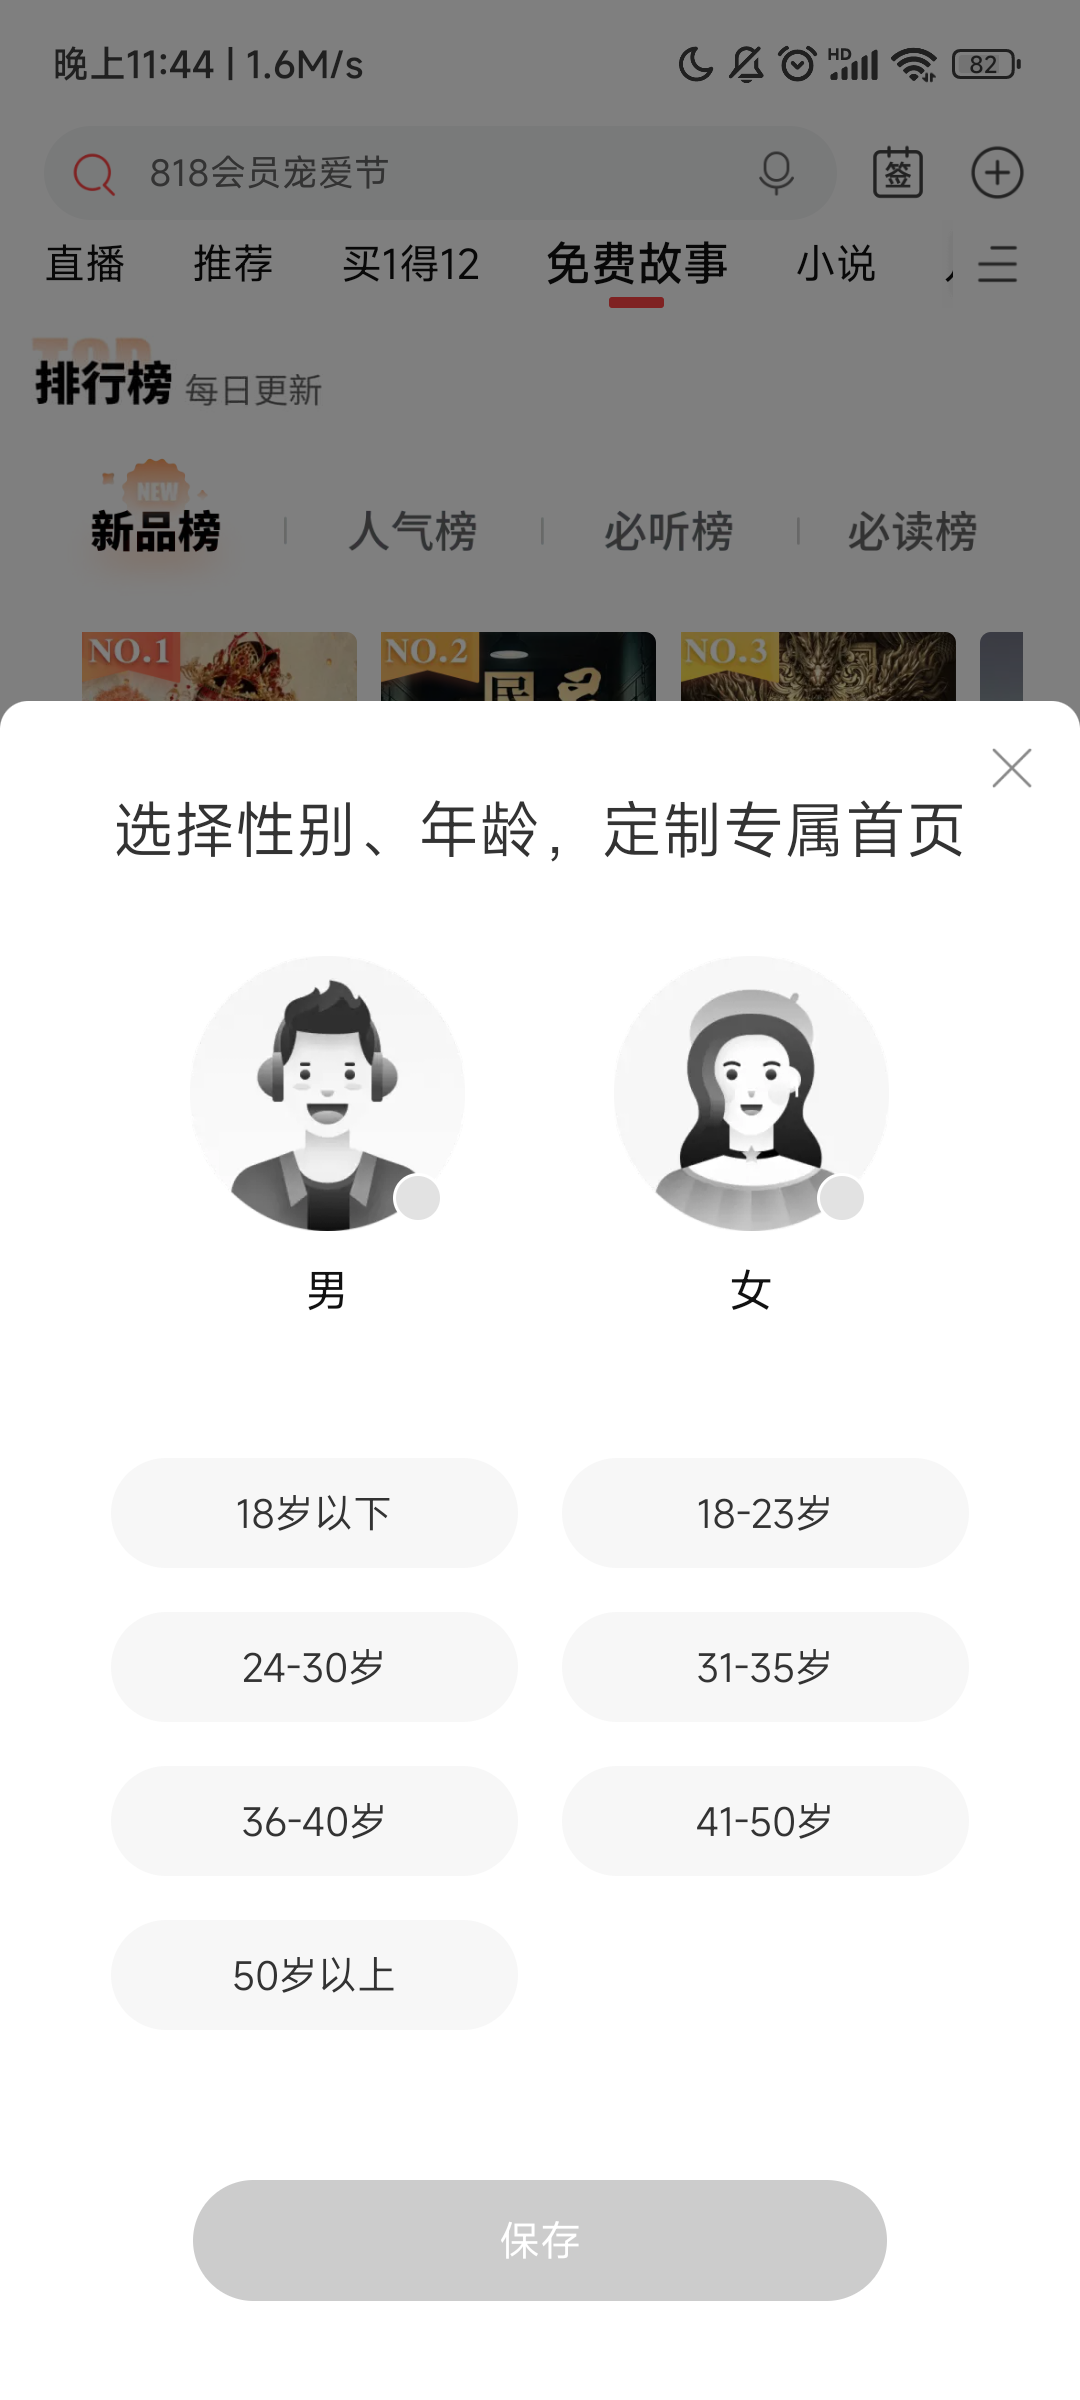 晚上11:44 | 1.6M/s HD 82
818会员宠爱节 签
直播 推荐 买1得12 免费故事 小说
TOP
排行榜 每日更新
NEW
新品榜 人气榜 必听榜 必读榜
NO.1 NO.2 NO.3
选择性别、年龄，定制专属首页
男 女
18岁以下 18-23岁
24-30岁 31-35岁
36-40岁 41-50岁
50岁以上
保存